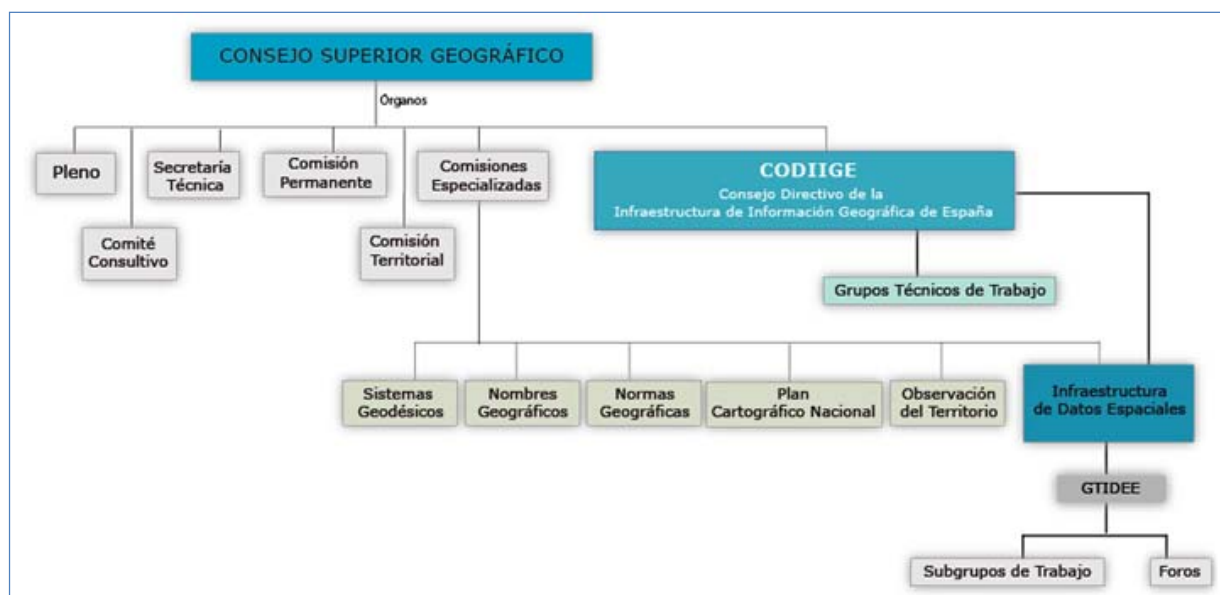 CONSEJO SUPERIOR GEOGRÁFICO
Órganos
Pleno
Comité
Consultivo
Secretaría
Técnica
Comisión
Permanente
Comisión
Territorial
Comisiones
Especializadas
CODIIGE
Consejo Directivo de la
Infraestructura de Información Geográfica de España
Grupos Técnicos de Trabajo
Sistemas
Geodésicos
Nombres
Geográficos
Normas
Geográficas
Plan
Cartográfico Nacional
Observación
del Territorio
Infraestructura
de Datos Espaciales
GTIDEE
Subgrupos de Trabajo
Foros